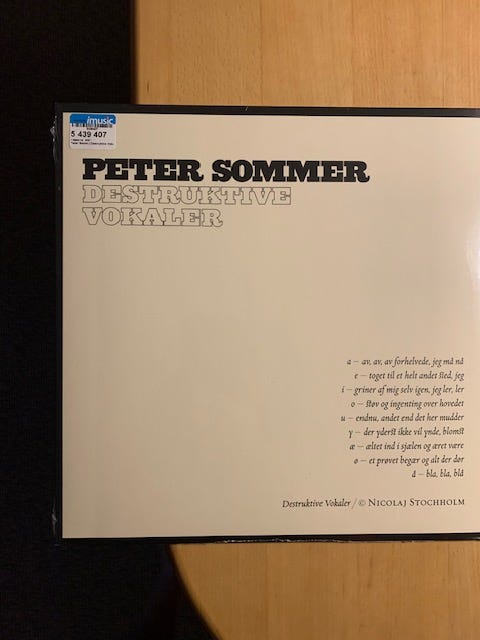 imusic
5 439 407
PETER SOMMER
DESTRUKTIVE
VOKALER
a — av, av, av forhelvede, jeg må nå
e — toget til et helt andet sted, jeg
i — griner af mig selv igen, jeg ler, ler
o — støv og ingenting over hovedet
u — endnu, andet end det her mudder
y — der yderst ikke vil ynde, blomst
æ — æltet ind i sjælen og æret være
ø — et prøvet begær og alt der dør
å — bla, bla, blå
Destruktive Vokaler / © NICOLAJ STOCHHOLM